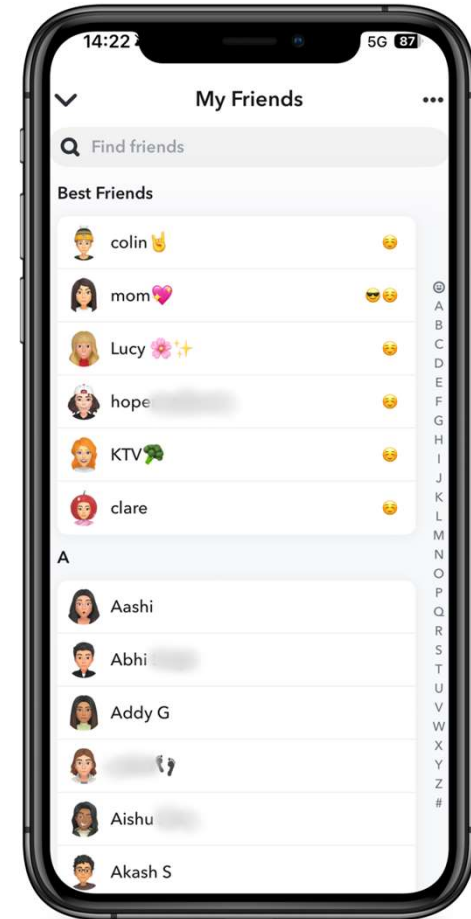 14:22
5G 87
My Friends
Find friends
Best Friends
colin🤘
mom💖
Lucy 🌸✨
hope
KTV🥦
clare
A
Aashi
Abhi
Addy G
Aishu
Akash S
A
B
C
D
E
F
G
H
I
J
K
L
M
N
O
P
Q
R
S
T
U
V
W
X
Y
Z
#